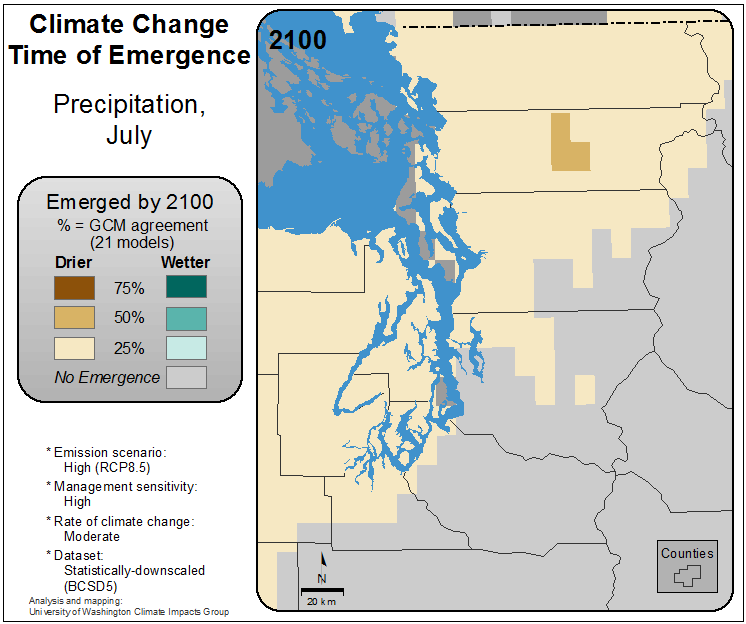 Climate Change
Time of Emergence
Precipitation,
July
Emerged by 2100
% = GCM agreement
(21 models)
Drier Wetter
75%
50%
25%
No Emergence
* Emission scenario:
High (RCP8.5)
* Management sensitivity:
High
* Rate of climate change:
Moderate
* Dataset:
Statistically-downscaled
(BCSD5)
Analysis and mapping:
University of Washington Climate Impacts Group
2100
N
20 km
Counties